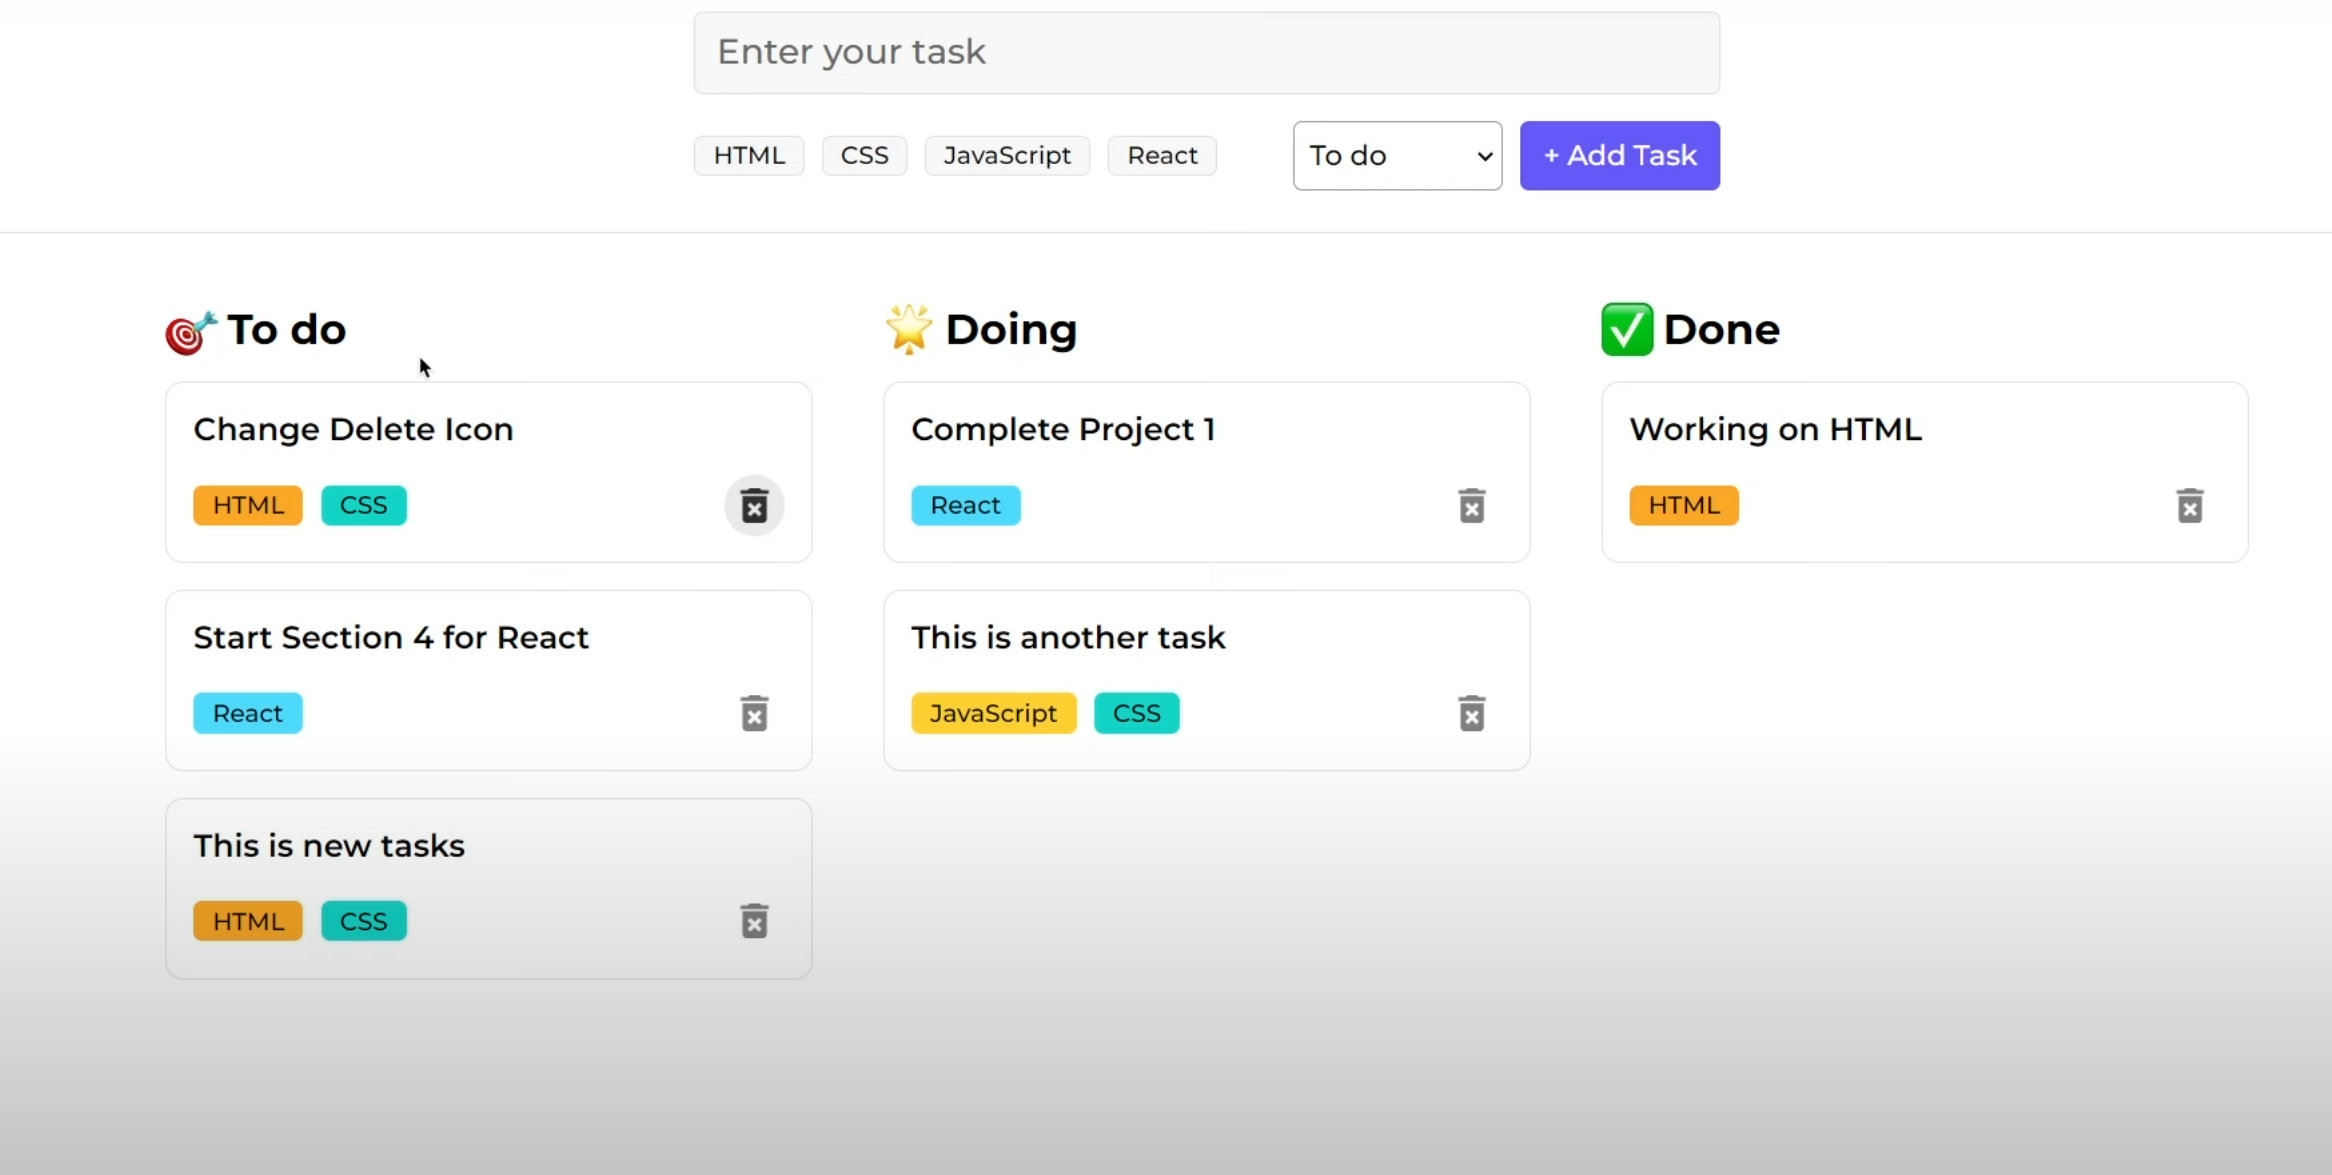 Enter your task
HTML CSS JavaScript React To do + Add Task
To do
Change Delete Icon
HTML CSS
Start Section 4 for React
React
This is new tasks
HTML CSS
Doing
Complete Project 1
React
This is another task
JavaScript CSS
Done
Working on HTML
HTML